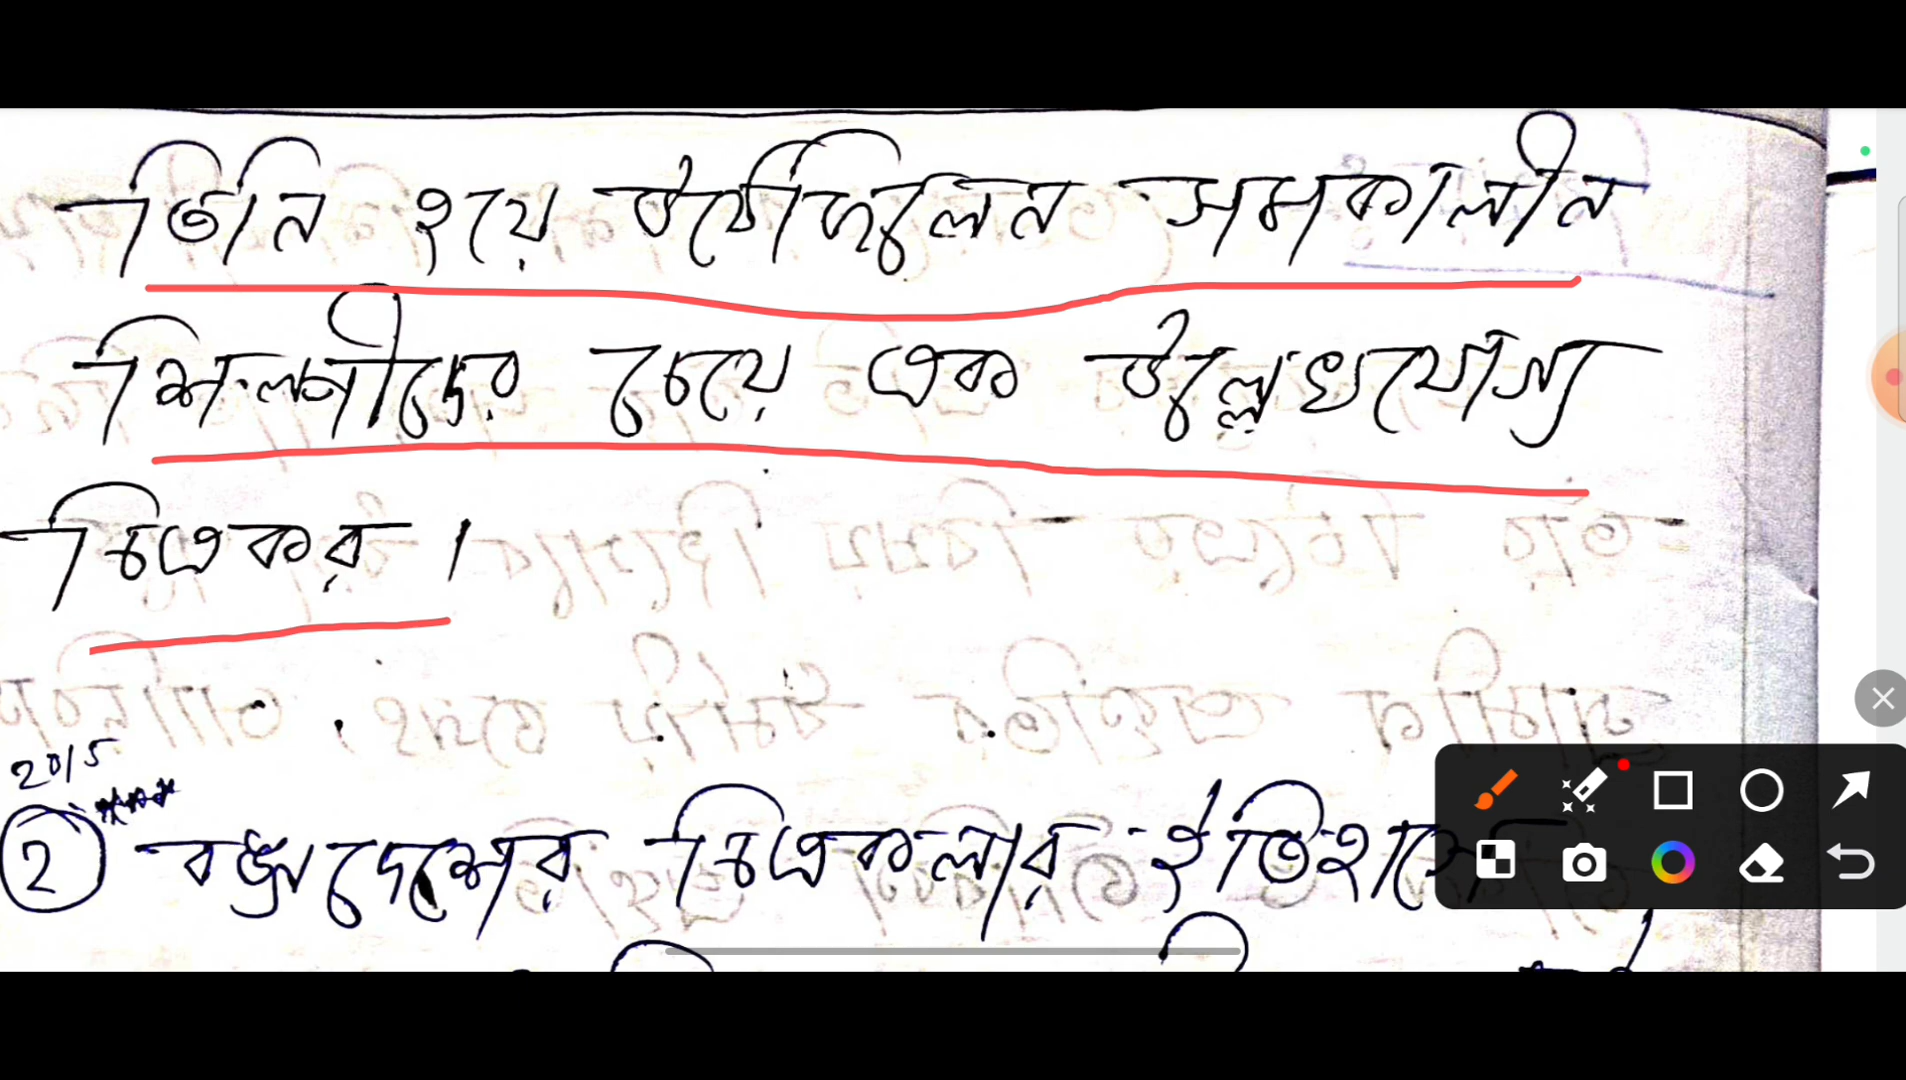 তিনি হয়ে উঠেছিলেন সমকালীন
শিল্পীদের চেয়ে এক উল্লেখযোগ্য
চিত্রকর ।
2015
2 বঙ্গদেশের চিত্রকলার ইতিহাসে